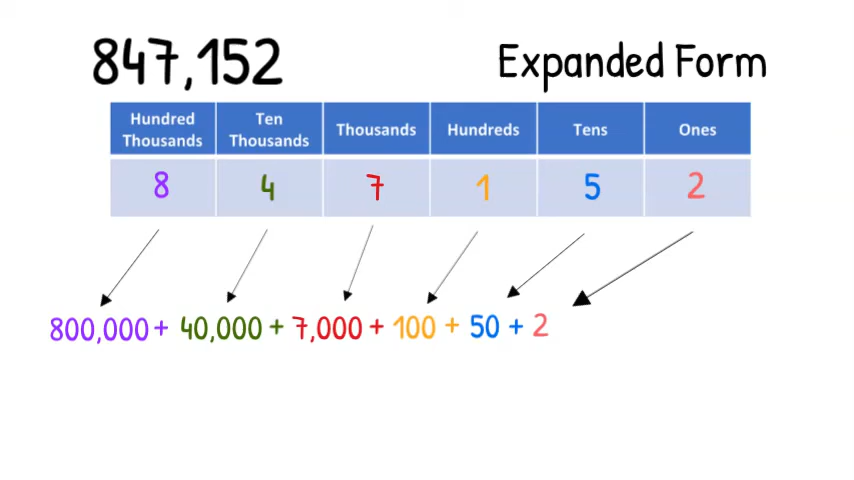 847,152
Expanded Form
Hundred Thousands Ten Thousands Thousands Hundreds Tens Ones
8 4 7 1 5 2
800,000 + 40,000 + 7,000 + 100 + 50 + 2